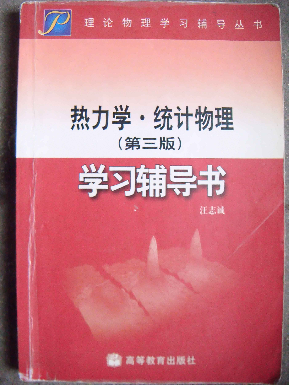 理论物理学习辅导丛书
热力学·统计物理
（第三版）
学习辅导书
汪志诚
高等教育出版社